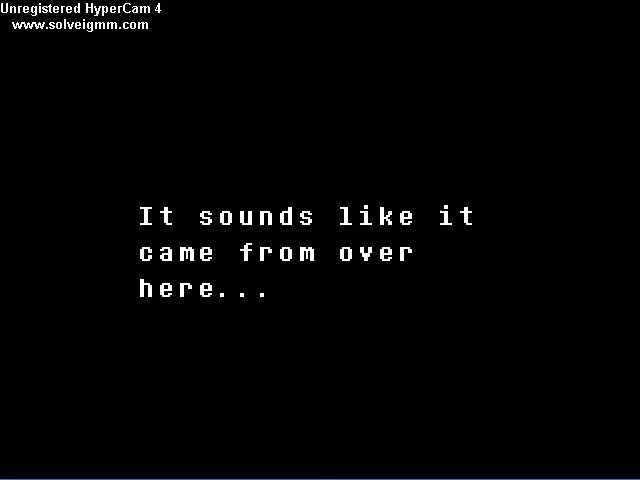 Unregistered HyperCam 4
www.solveigmm.com
It sounds like it
came from over
here...